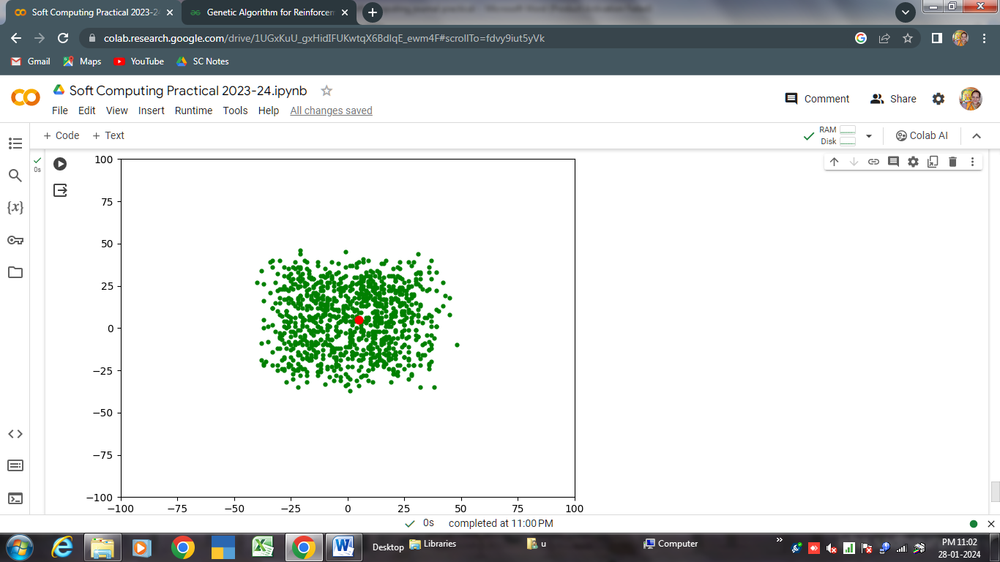 Soft Computing Practical 2023-24
Genetic Algorithm for Reinforcem
colab.research.google.com/drive/1UGxKuU_gxHidIFUKwtqX6BdIqE_ewm4F#scrollTo=fdvy9iut5yVk
Gmail Maps YouTube SC Notes
Soft Computing Practical 2023-24.ipynb
Comment Share
File Edit View Insert Runtime Tools Help All changes saved
+ Code + Text
RAM
Disk
Colab AI
0s
{x}
100
75
50
25
0
−25
−50
−75
−100
−100 −75 −50 −25 0 25 50 75 100
0s completed at 11:00 PM
Desktop Libraries u Computer
PM 11:02
28-01-2024